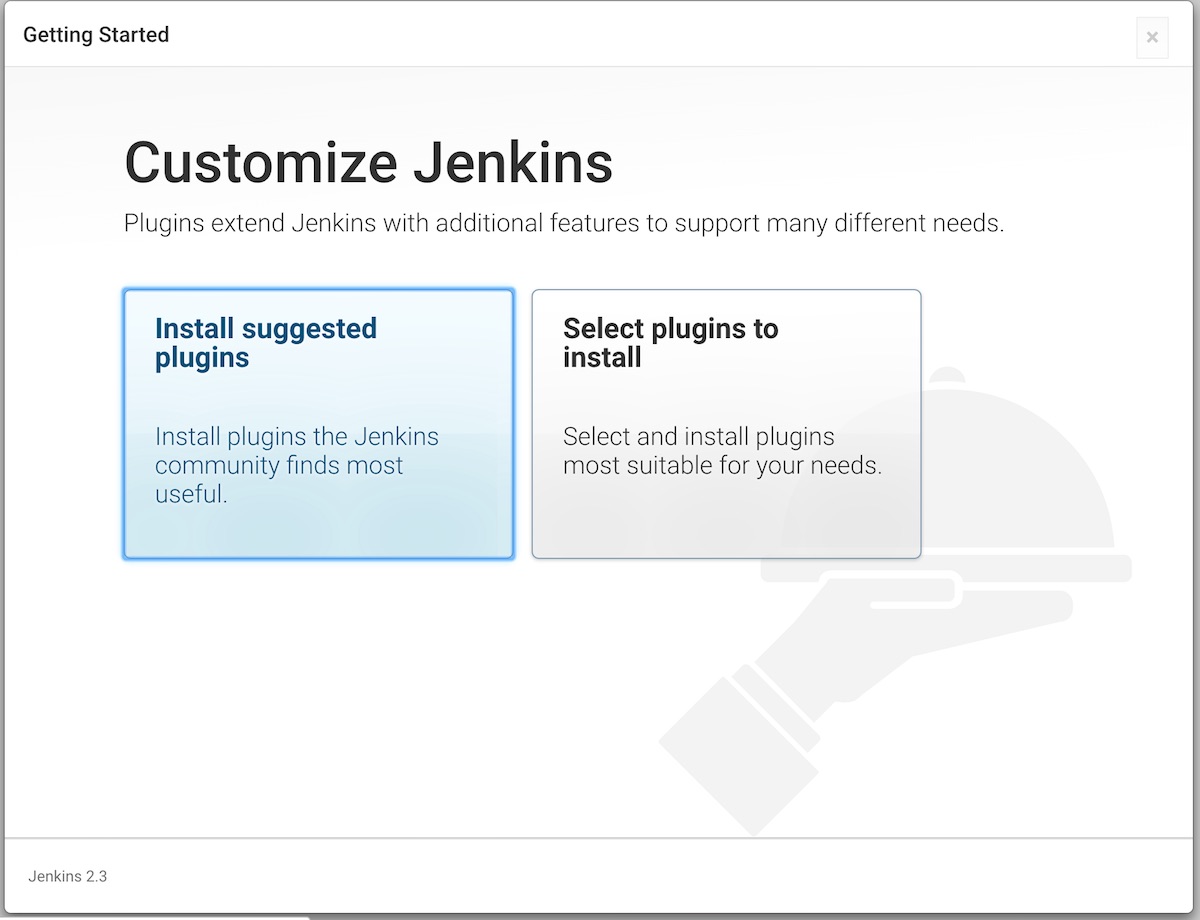 Getting Started
×
Customize Jenkins
Plugins extend Jenkins with additional features to support many different needs.
Install suggested
plugins
Install plugins the Jenkins
community finds most
useful.
Select plugins to
install
Select and install plugins
most suitable for your needs.
Jenkins 2.3